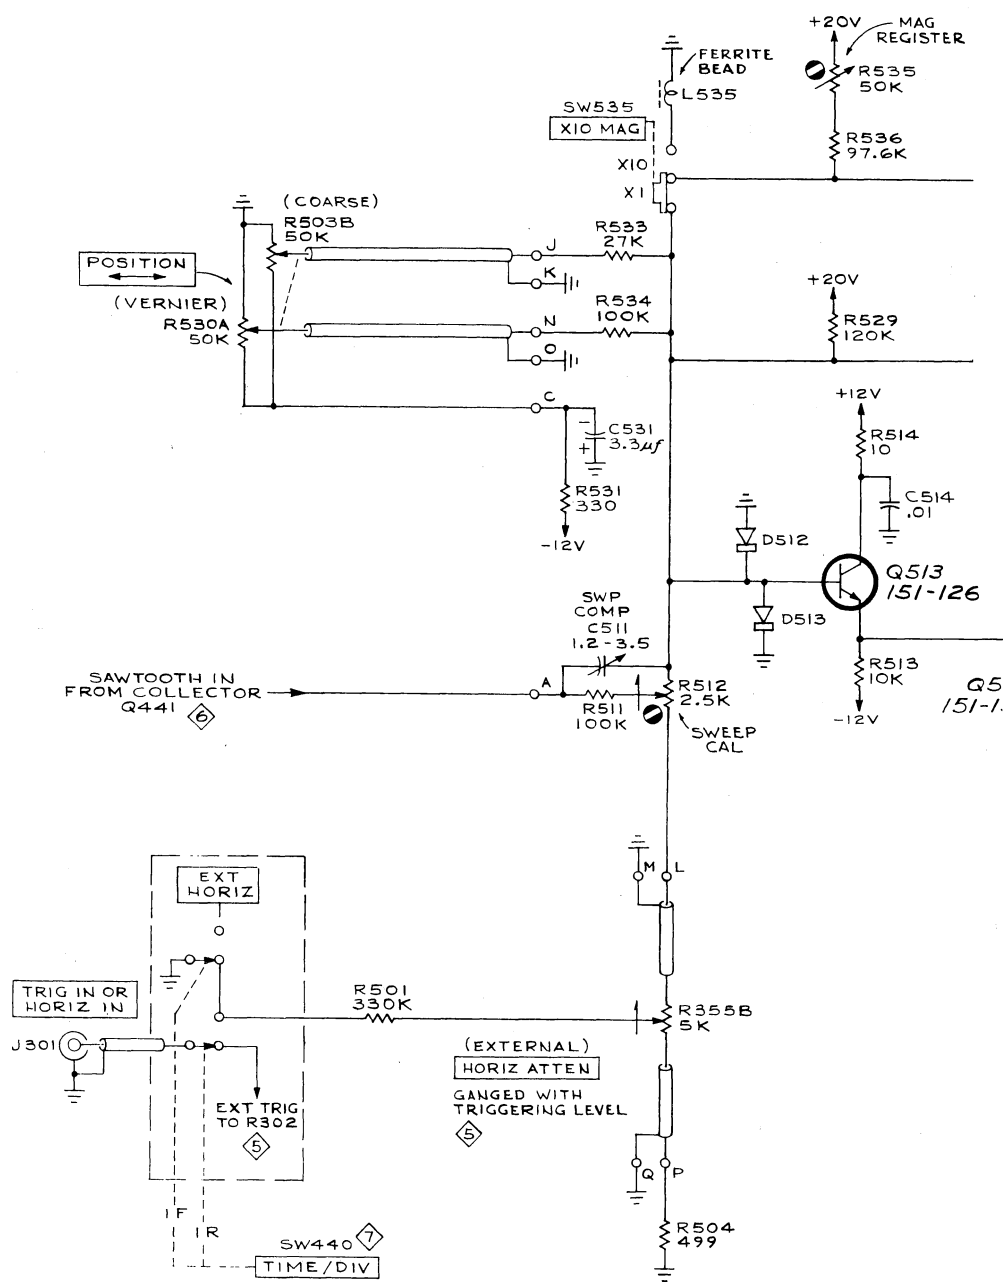 +20V
MAG
REGISTER
R535
50K
FERRITE
BEAD
L535
SW535
X10 MAG
R536
97.6K
X10
X1
(COARSE)
R503B
50K
J
R533
27K
POSITION
K
(VERNIER)
R530A
50K
N
R534
100K
O
+20V
R529
120K
C
−
+
C531
3.3µf
R531
330
-12V
+12V
R514
10
C514
.01
D512
Q513
151-126
D513
SWP
COMP
C511
1.2-3.5
SAWTOOTH IN
FROM COLLECTOR
Q441
6
A
R511
100K
R512
2.5K
SWEEP
CAL
R513
10K
-12V
Q5
151-1
M
L
EXT
HORIZ
TRIG IN OR
HORIZ IN
J301
R501
330K
R355B
5K
(EXTERNAL)
HORIZ ATTEN
GANGED WITH
TRIGGERING LEVEL
5
EXT TRIG
TO R302
5
Q
P
1F
1R
SW440
7
TIME/DIV
R504
499